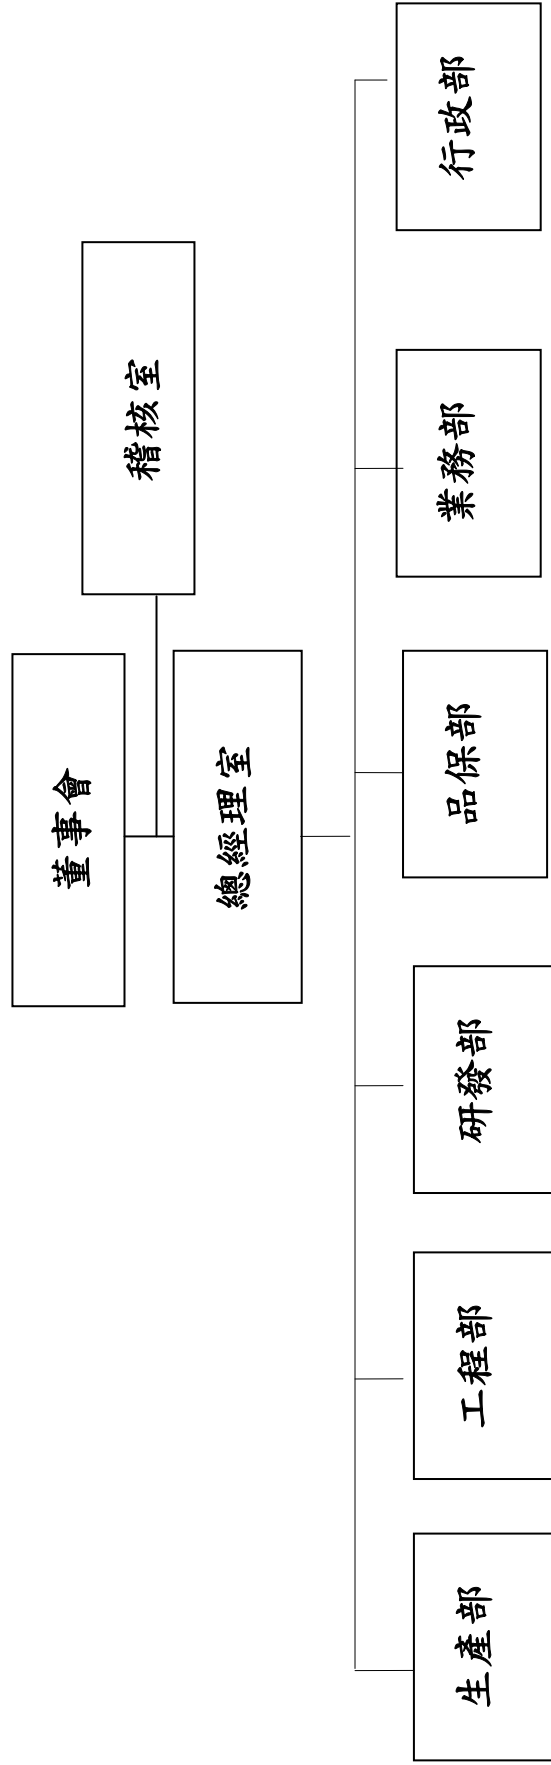 董事會
稽核室
總經理室
生產部
工程部
研發部
品保部
業務部
行政部